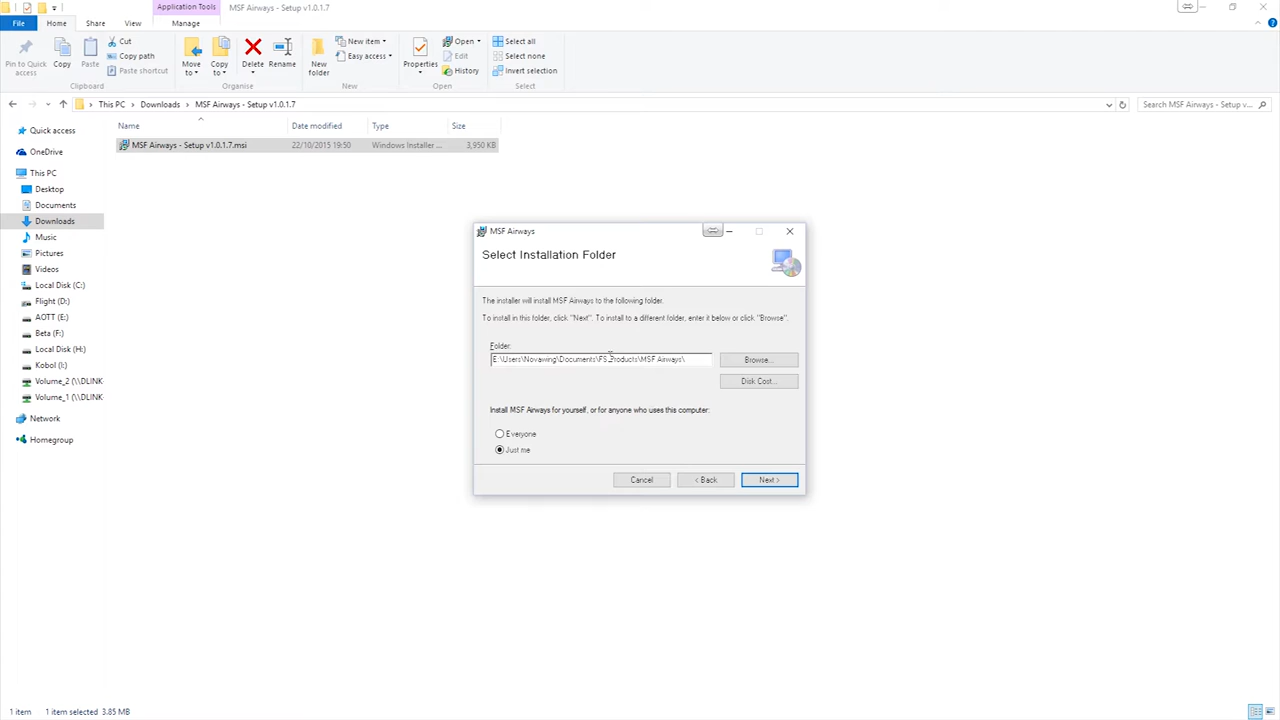 Application Tools
MSF Airways - Setup v1.0.1.7
File
Home
Share
View
Manage
Pin to Quick access
Copy
Paste
Cut
Copy path
Paste shortcut
Clipboard
Move to
Copy to
Delete
Rename
Organise
New folder
New item
Easy access
New
Properties
Open
Edit
History
Open
Select all
Select none
Invert selection
Select
This PC > Downloads > MSF Airways - Setup v1.0.1.7
Search MSF Airways - Setup v...
Name
Date modified
Type
Size
MSF Airways - Setup v1.0.1.7.msi
22/10/2015 19:50
Windows Installer ...
3,950 KB
Quick access
OneDrive
This PC
Desktop
Documents
Downloads
Music
Pictures
Videos
Local Disk (C:)
Flight (D:)
AOTT (E:)
Beta (F:)
Local Disk (H:)
Kobol (I:)
Volume_2 (\\DLINK
Volume_1 (\\DLINK
Network
Homegroup
MSF Airways
Select Installation Folder
The installer will install MSF Airways to the following folder.
To install in this folder, click "Next". To install to a different folder, enter it below or click "Browse".
Folder:
E:\Users\Novawing\Documents\FS Products\MSF Airways\
Browse...
Disk Cost...
Install MSF Airways for yourself, or for anyone who uses this computer:
Everyone
Just me
Cancel
< Back
Next >
1 item
1 item selected 3.85 MB